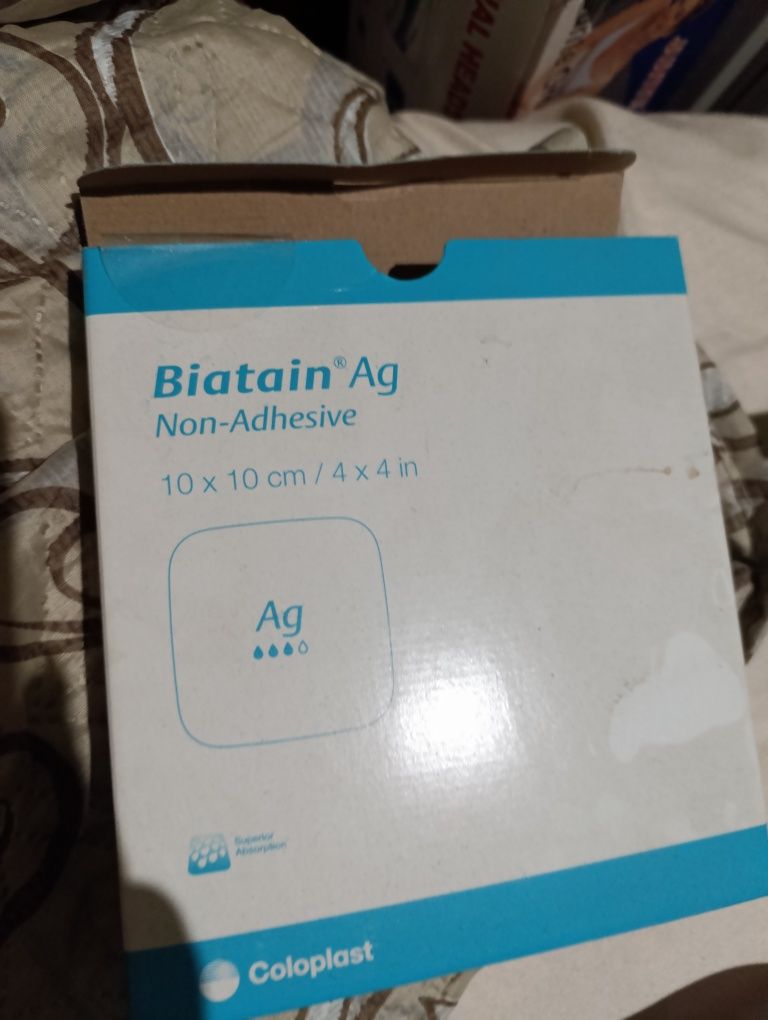 Biatain® Ag
Non-Adhesive
10 x 10 cm / 4 x 4 in
Ag
Superior
Absorption
Coloplast